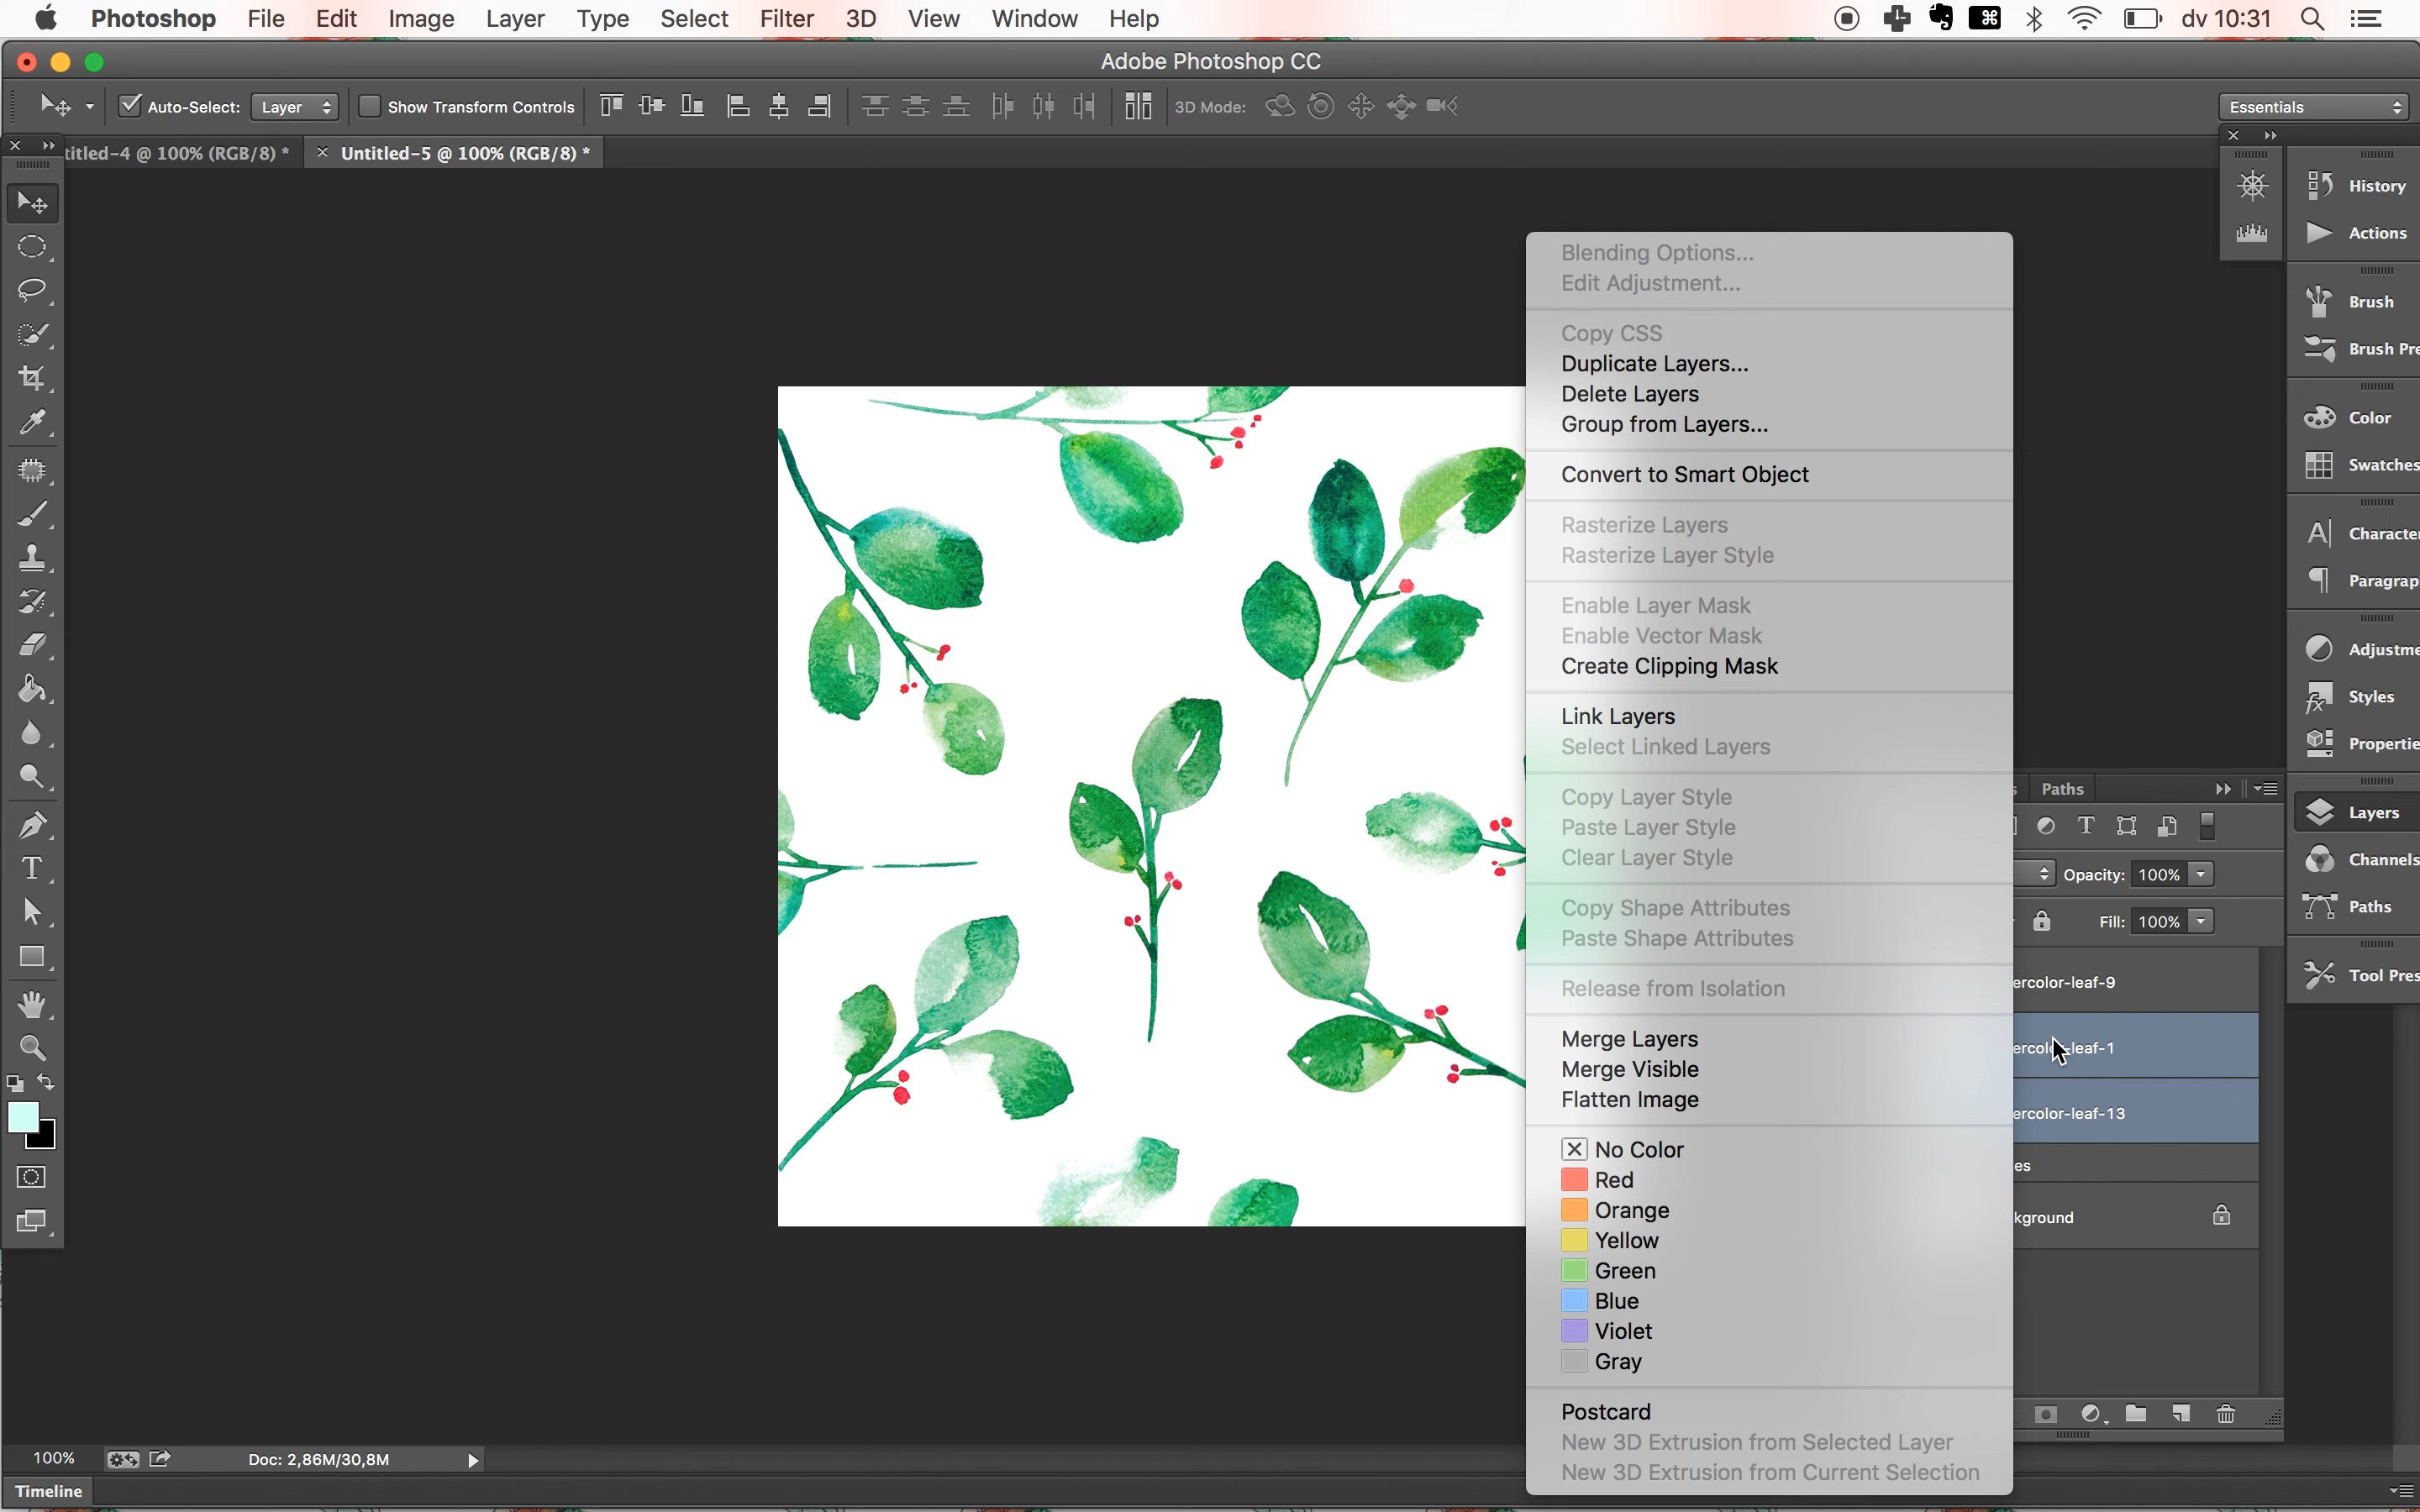 Photoshop File Edit Image Layer Type Select Filter 3D View Window Help dv 10:31
Adobe Photoshop CC
Auto-Select: Layer Show Transform Controls 3D Mode: Essentials
titled-4 @ 100% (RGB/8) * × Untitled-5 @ 100% (RGB/8) *
History
Actions
Brush
Brush Pre
Color
Swatches
Character
Paragrap
Adjustme
Styles
Propertie
Layers
Channels
Paths
Tool Pres
Blending Options...
Edit Adjustment...
Copy CSS
Duplicate Layers...
Delete Layers
Group from Layers...
Convert to Smart Object
Rasterize Layers
Rasterize Layer Style
Enable Layer Mask
Enable Vector Mask
Create Clipping Mask
Link Layers
Select Linked Layers
Copy Layer Style
Paste Layer Style
Clear Layer Style
Copy Shape Attributes
Paste Shape Attributes
Release from Isolation
Merge Layers
Merge Visible
Flatten Image
No Color
Red
Orange
Yellow
Green
Blue
Violet
Gray
Postcard
New 3D Extrusion from Selected Layer
New 3D Extrusion from Current Selection
s Paths
Opacity: 100%
Fill: 100%
ercolor-leaf-9
ercolor-leaf-1
ercolor-leaf-13
es
kground
100% Doc: 2,86M/30,8M
Timeline